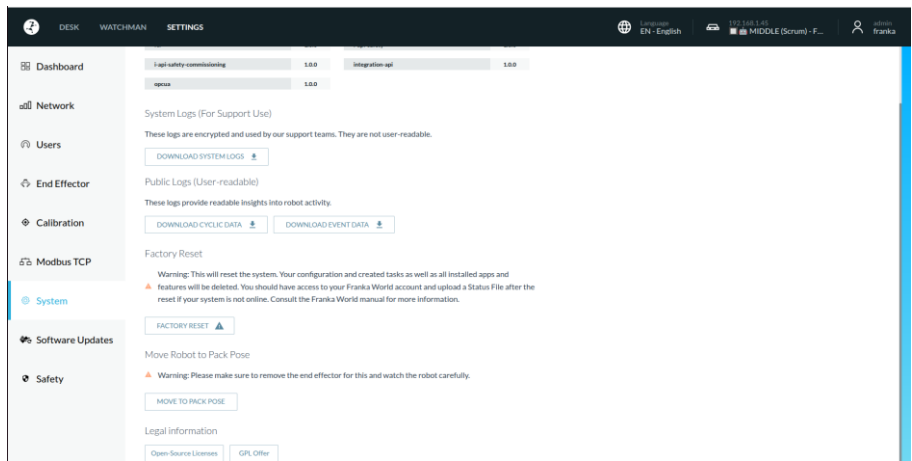 DESK
WATCHMAN
SETTINGS
Language
EN - English
192.168.1.45
MIDDLE (Scrum) - F...
admin
franka
Dashboard
Network
Users
End Effector
Calibration
Modbus TCP
System
Software Updates
Safety
i-api-safety-commissioning 1.0.0 integration-api 1.0.0
opcua 1.0.0
System Logs (For Support Use)
These logs are encrypted and used by our support teams. They are not user-readable.
DOWNLOAD SYSTEM LOGS
Public Logs (User-readable)
These logs provide readable insights into robot activity.
DOWNLOAD CYCLIC DATA DOWNLOAD EVENT DATA
Factory Reset
Warning: This will reset the system. Your configuration and created tasks as well as all installed apps and
features will be deleted. You should have access to your Franka World account and upload a Status File after the
reset if your system is not online. Consult the Franka World manual for more information.
FACTORY RESET
Move Robot to Pack Pose
Warning: Please make sure to remove the end effector for this and watch the robot carefully.
MOVE TO PACK POSE
Legal information
Open-Source Licenses GPL Offer